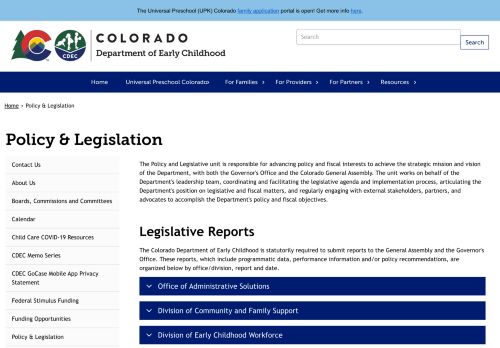 The Universal Preschool (UPK) Colorado family application portal is open! Get more info here.
COLORADO
Department of Early Childhood
CDEC
Search
Search
Home
Universal Preschool Colorado
For Families
For Providers
For Partners
Resources
Home › Policy & Legislation
Policy & Legislation
Contact Us
About Us
Boards, Commissions and Committees
Calendar
Child Care COVID-19 Resources
CDEC Memo Series
CDEC GoCase Mobile App Privacy
Statement
Federal Stimulus Funding
Funding Opportunities
Policy & Legislation
The Policy and Legislative unit is responsible for advancing policy and fiscal interests to achieve the strategic mission and vision
of the Department, with both the Governor's Office and the Colorado General Assembly. The unit works on behalf of the
Department's leadership team, coordinating and facilitating the legislative agenda and implementation process, articulating the
Department's position on legislative and fiscal matters, and regularly engaging with external stakeholders, partners, and
advocates to accomplish the Department's policy and fiscal objectives.
Legislative Reports
The Colorado Department of Early Childhood is statutorily required to submit reports to the General Assembly and the Governor's
Office. These reports, which include programmatic data, performance information and/or policy recommendations, are
organized below by office/division, report and date.
Office of Administrative Solutions
Division of Community and Family Support
Division of Early Childhood Workforce